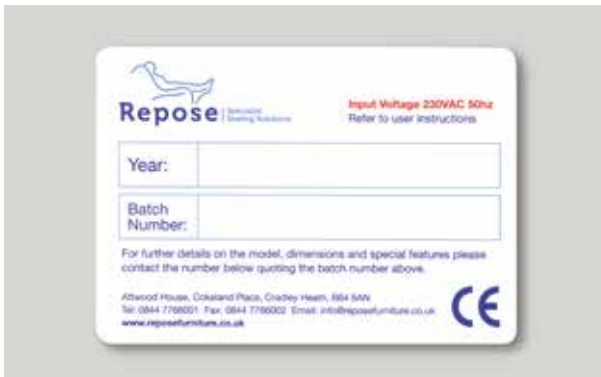 Repose
Specialist
Seating Solutions
Input Voltage 230VAC 50hz
Refer to user instructions
Year:
Batch
Number:
For further details on the model, dimensions and special features please
contact the number below quoting the batch number above.
Attwood House, Cokeland Place, Cradley Heath, B64 5AN
Tel: 0844 7766001 Fax: 0844 7766002 Email: info@reposefurniture.co.uk
www.reposefurniture.co.uk
CE